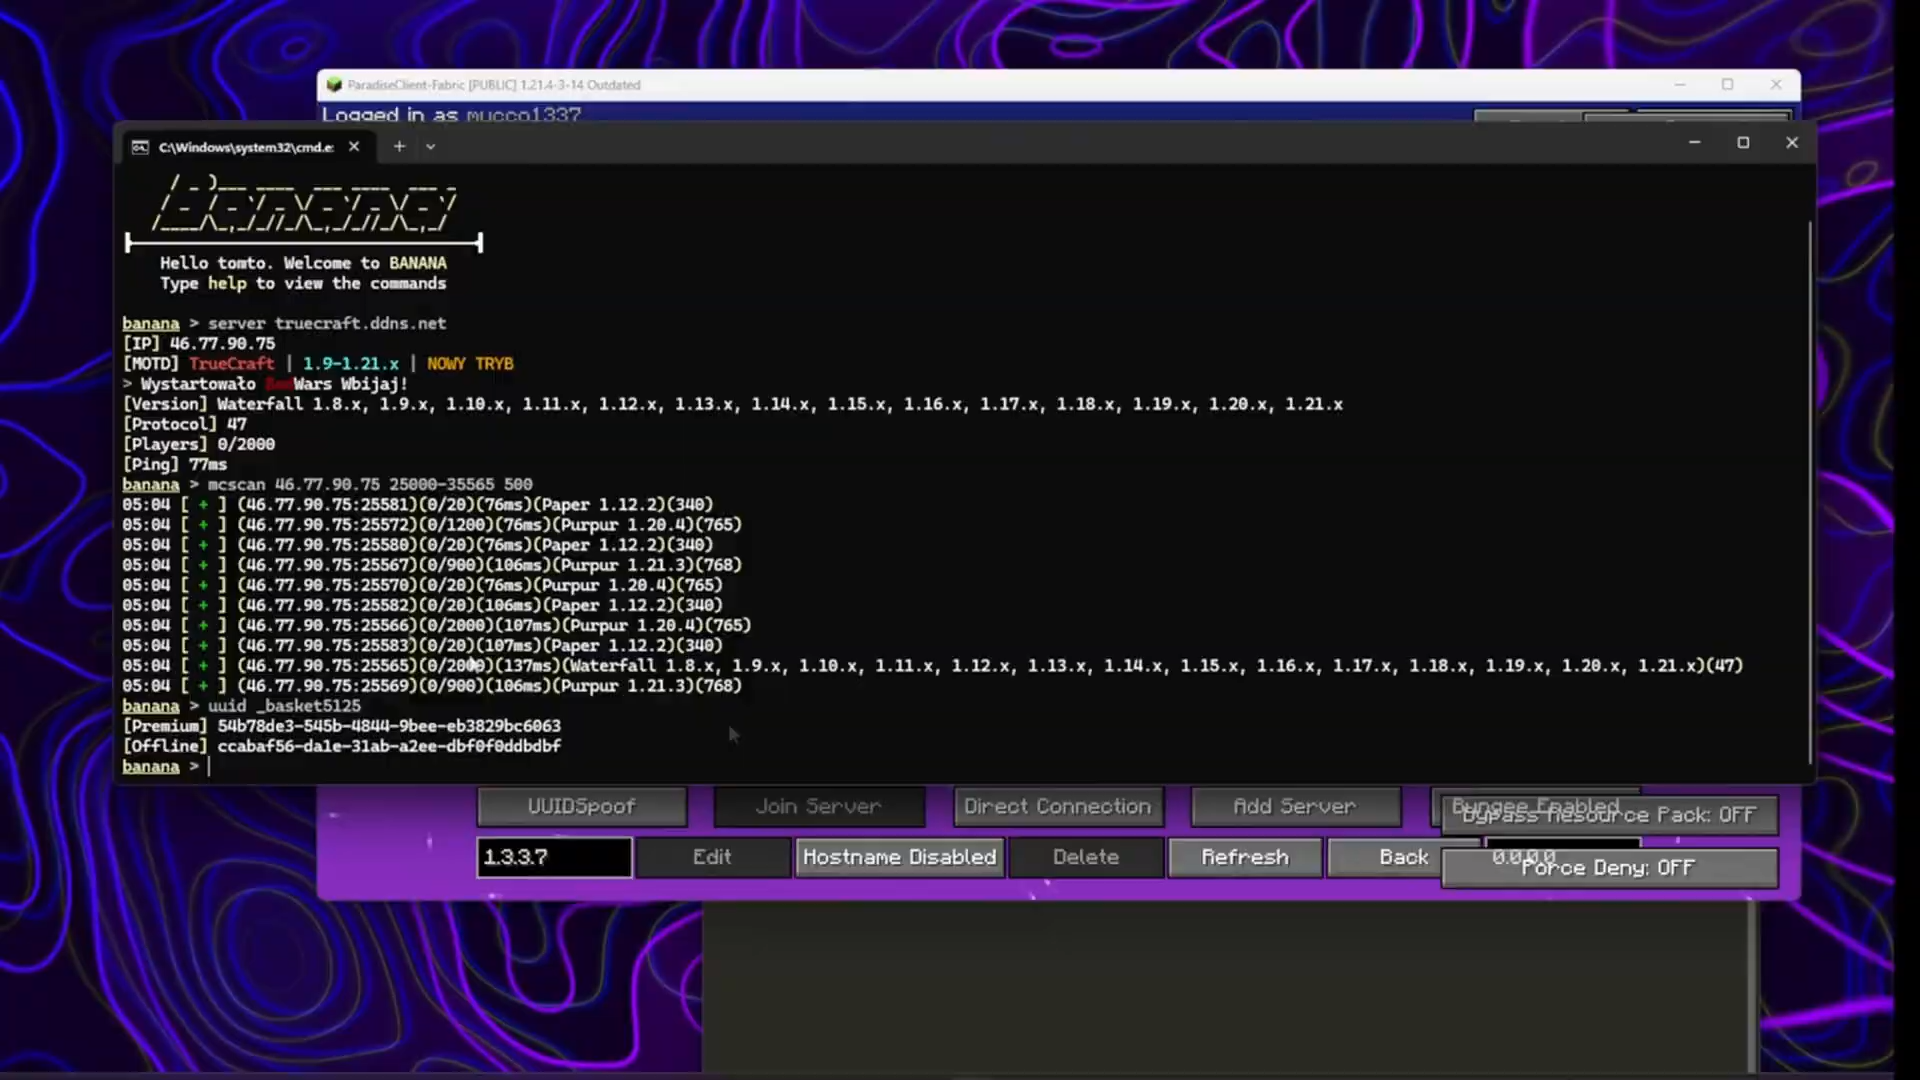 ParadiseClient-Fabric [PUBLIC] 1.21.4-3-14 Outdated
Logged in as mucco1337
C:\Windows\system32\cmd.e:
Banana
Hello tomto. Welcome to BANANA
Type help to view the commands
banana > server truecraft.ddns.net
[IP] 46.77.90.75
[MOTD] TrueCraft | 1.9-1.21.x | NOWY TRYB
> Wystartowało BedWars Wbijaj!
[Version] Waterfall 1.8.x, 1.9.x, 1.10.x, 1.11.x, 1.12.x, 1.13.x, 1.14.x, 1.15.x, 1.16.x, 1.17.x, 1.18.x, 1.19.x, 1.20.x, 1.21.x
[Protocol] 47
[Players] 0/2000
[Ping] 77ms
banana > mcscan 46.77.90.75 25000-35565 500
05:04 [ + ] (46.77.90.75:25581)(0/20)(76ms)(Paper 1.12.2)(340)
05:04 [ + ] (46.77.90.75:25572)(0/1200)(76ms)(Purpur 1.20.4)(765)
05:04 [ + ] (46.77.90.75:25580)(0/20)(76ms)(Paper 1.12.2)(340)
05:04 [ + ] (46.77.90.75:25567)(0/900)(106ms)(Purpur 1.21.3)(768)
05:04 [ + ] (46.77.90.75:25570)(0/20)(76ms)(Purpur 1.20.4)(765)
05:04 [ + ] (46.77.90.75:25582)(0/20)(106ms)(Paper 1.12.2)(340)
05:04 [ + ] (46.77.90.75:25566)(0/2000)(107ms)(Purpur 1.20.4)(765)
05:04 [ + ] (46.77.90.75:25583)(0/20)(107ms)(Paper 1.12.2)(340)
05:04 [ + ] (46.77.90.75:25565)(0/2000)(137ms)(Waterfall 1.8.x, 1.9.x, 1.10.x, 1.11.x, 1.12.x, 1.13.x, 1.14.x, 1.15.x, 1.16.x, 1.17.x, 1.18.x, 1.19.x, 1.20.x, 1.21.x)(47)
05:04 [ + ] (46.77.90.75:25569)(0/900)(106ms)(Purpur 1.21.3)(768)
banana > uuid _basket5125
[Premium] 54b78de3-545b-4844-9bee-eb3829bc6063
[Offline] ccabaf56-da1e-31ab-a2ee-dbf0f0ddbdbf
banana >
UUIDSpoof Join Server Direct Connection Add Server Bungee Enabled
Bypass Resource Pack: OFF
1.3.3.7 Edit Hostname Disabled Delete Refresh Back 0.0.0.0
Force Deny: OFF